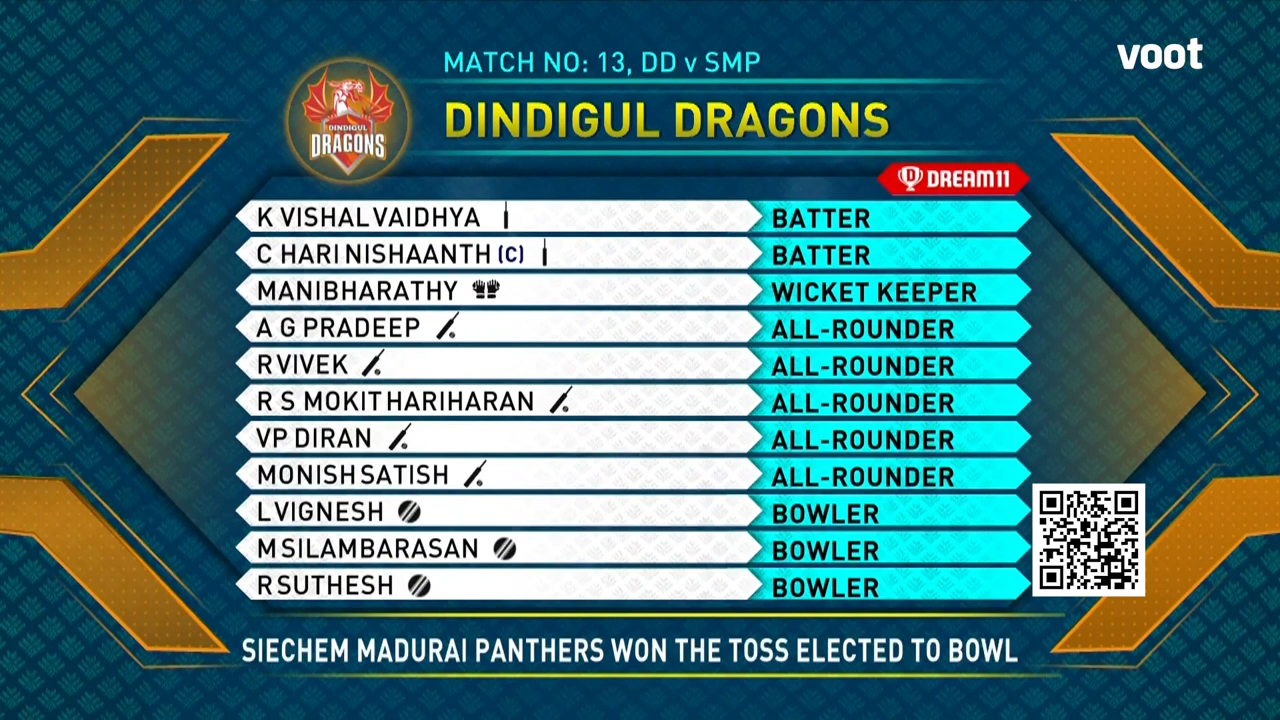 voot
MATCH NO: 13, DD v SMP
DINDIGUL DRAGONS
DINDIGUL
DRAGONS
D DREAM11
K VISHAL VAIDHYA BATTER
C HARI NISHAANTH (C) BATTER
MANIBHARATHY WICKET KEEPER
A G PRADEEP ALL-ROUNDER
R VIVEK ALL-ROUNDER
R S MOKIT HARIHARAN ALL-ROUNDER
VP DIRAN ALL-ROUNDER
MONISH SATISH ALL-ROUNDER
L VIGNESH BOWLER
M SILAMBARASAN BOWLER
R SUTHESH BOWLER
SIECHEM MADURAI PANTHERS WON THE TOSS ELECTED TO BOWL